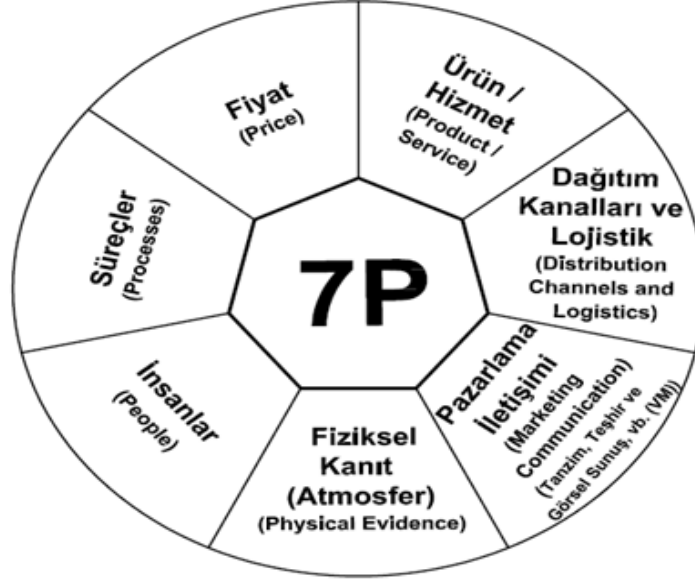 Ürün /
Hizmet
(Product /
Service)
Dağıtım
Kanalları ve
Lojistik
(Distribution
Channels and
Logistics)
Pazarlama
İletişimi
(Marketing
Communication)
(Tanzim, Teşhir ve
Görsel Sunuş, vb. (VM))
Fiziksel
Kanıt
(Atmosfer)
(Physical Evidence)
İnsanlar
(People)
Süreçler
(Processes)
Fiyat
(Price)
7P